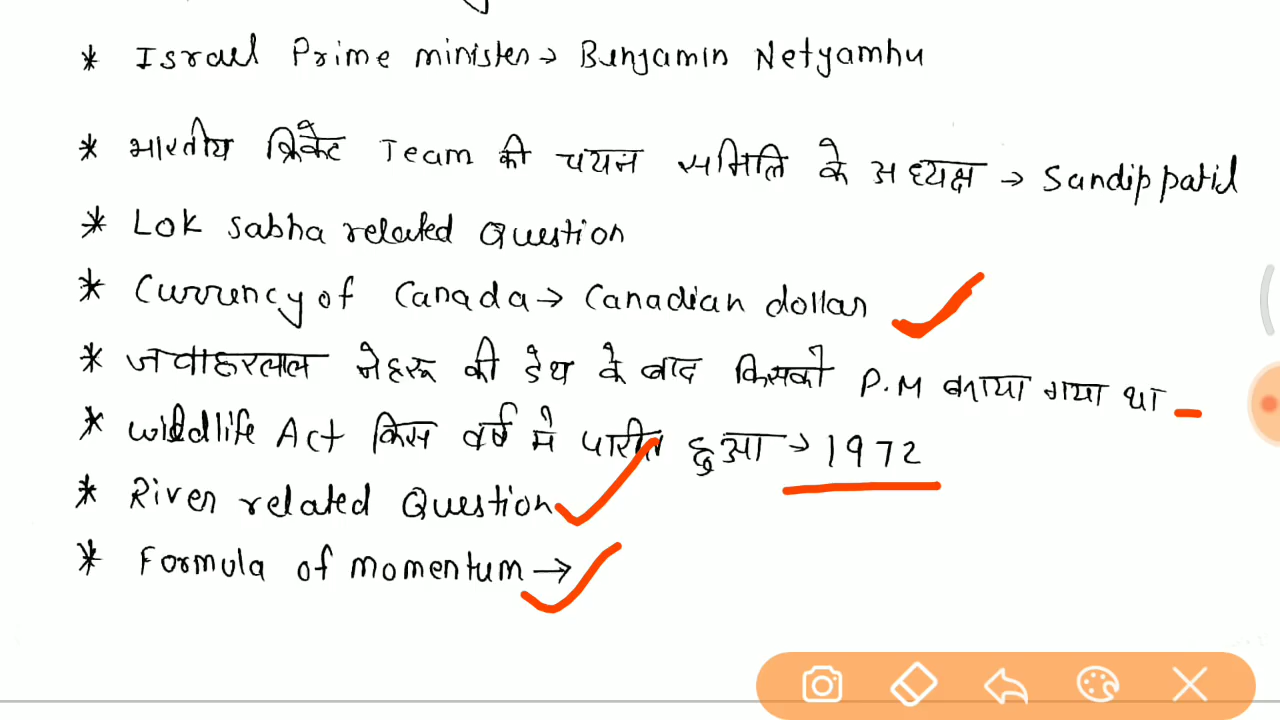 * Israel Prime minister → Benjamin Netyamhu
* भारतीय क्रिकेट Team की चयन समिति के अध्यक्ष → Sandip patil
* Lok Sabha related Question
* Currency of Canada → Canadian dollar
* जवाहरलाल नेहरू की डेथ के बाद किसको P.M बनाया गया था
* wildlife Act किस वर्ष मे पारीत हुआ → 1972
* River related Question
* Formula of momentum →